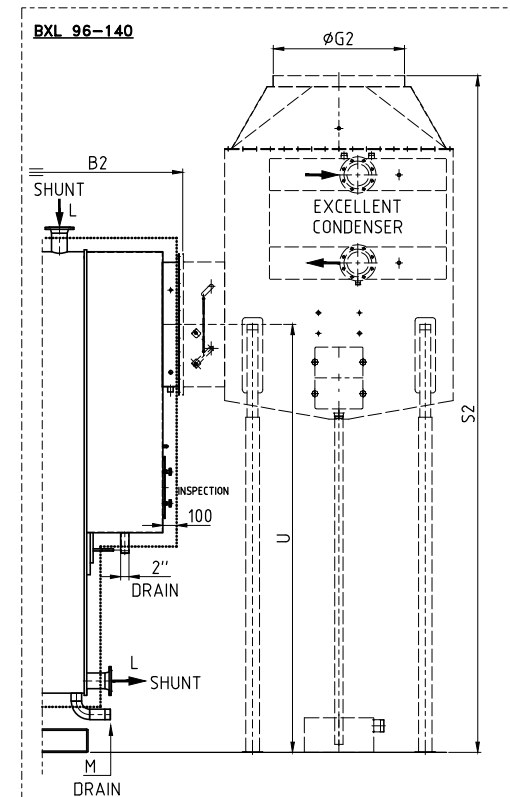 BXL 96-140
ØG2
B2
SHUNT
L
EXCELLENT
CONDENSER
S2
INSPECTION
100
U
2''
DRAIN
L
SHUNT
M
DRAIN